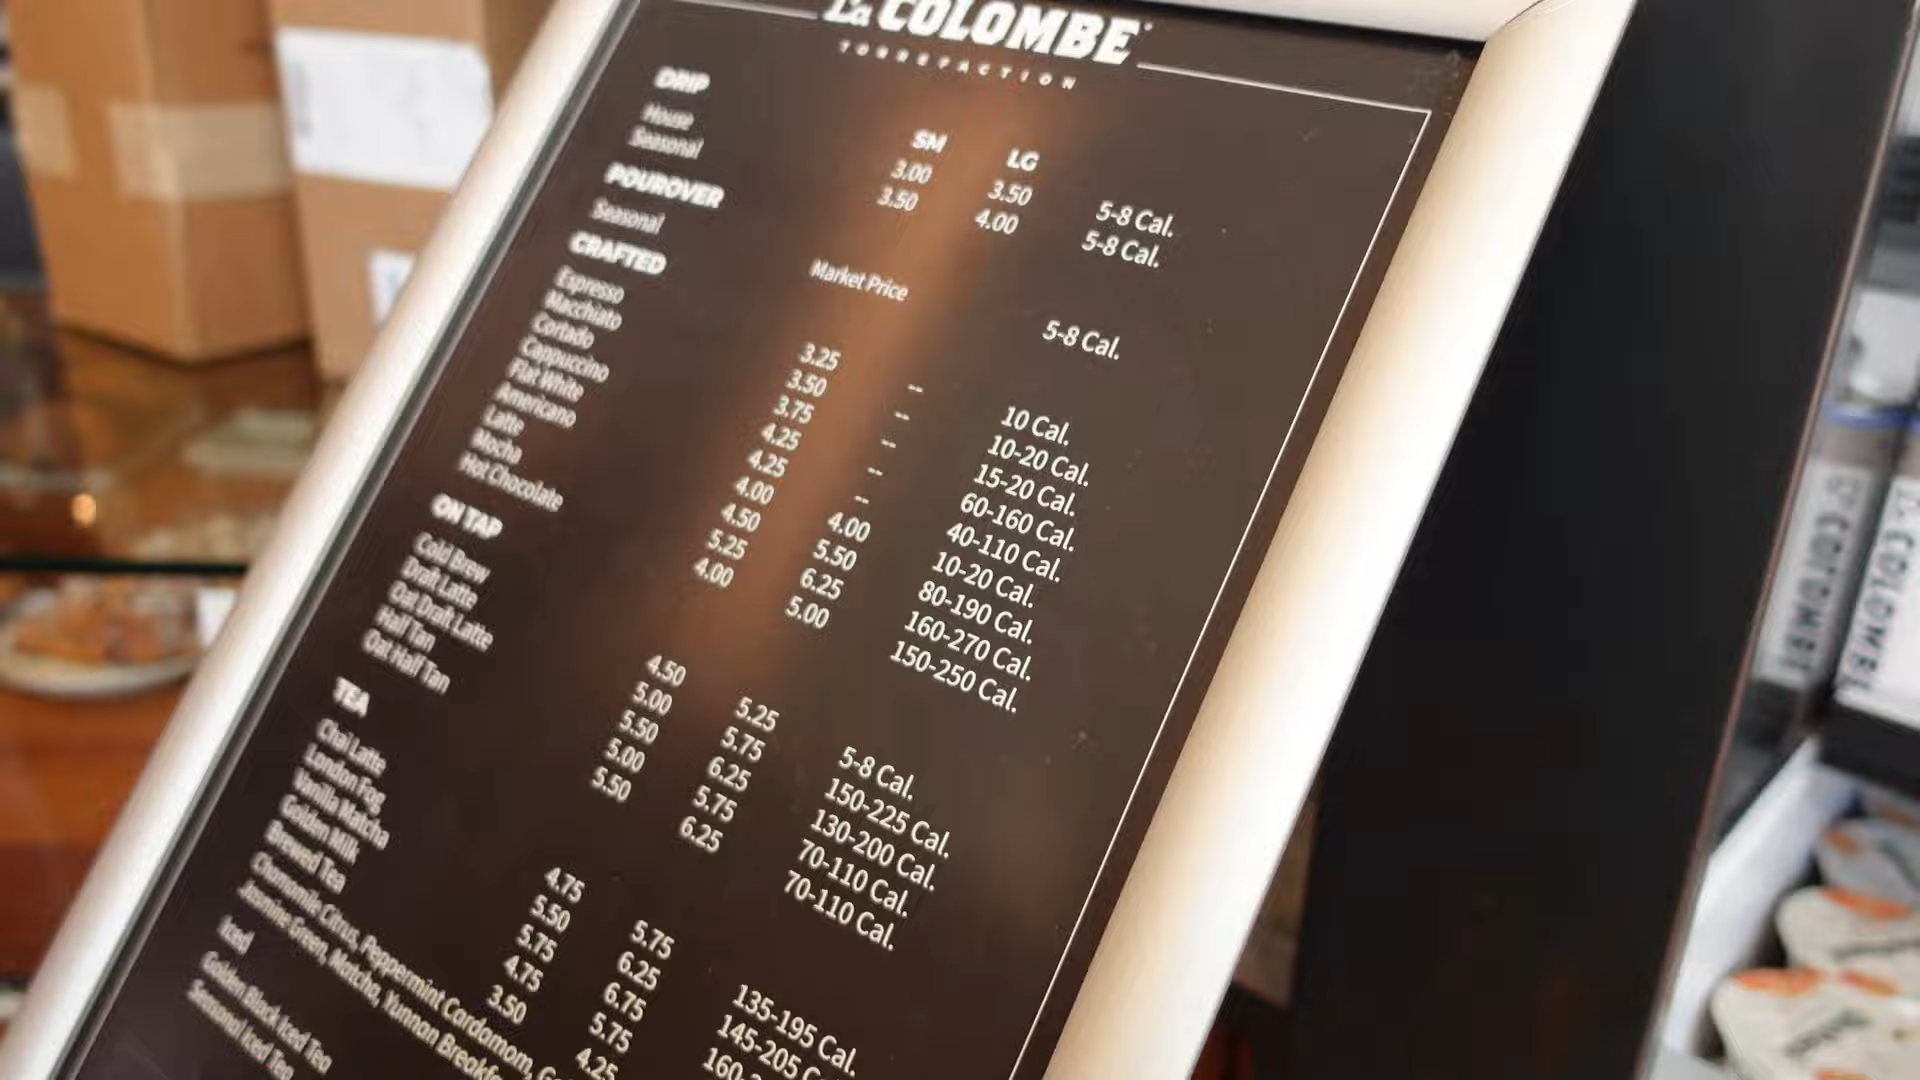 La COLOMBE
TORREFACTION
DRIP SM LG
House 3.00 3.50 5-8 Cal.
Seasonal 3.50 4.00 5-8 Cal.
POUROVER
Seasonal Market Price 5-8 Cal.
CRAFTED
Espresso 3.25 -- 10 Cal.
Macchiato 3.50 -- 10-20 Cal.
Cortado 3.75 -- 15-20 Cal.
Cappuccino 4.25 -- 60-160 Cal.
Flat White 4.25 -- 40-110 Cal.
Americano 4.00 4.00 10-20 Cal.
Latte 4.50 5.50 80-190 Cal.
Mocha 5.25 6.25 160-270 Cal.
Hot Chocolate 4.00 5.00 150-250 Cal.
ON TAP
Cold Brew 4.50 5.25 5-8 Cal.
Draft Latte 5.00 5.75 150-225 Cal.
Oat Draft Latte 5.50 6.25 130-200 Cal.
Half Tan 5.00 5.75 70-110 Cal.
Oat Half Tan 5.50 6.25 70-110 Cal.
TEA
Chai Latte 4.75 5.75 135-195 Cal.
London Fog 5.50 6.25 145-205
Vanilla Matcha 5.75 6.75
Golden Milk 4.75 5.75
Brewed Tea 3.50 4.25
Chamomile Citrus, Peppermint Cardamom,
Jasmine Green, Matcha, Yunnan
Iced
Golden Black Iced Tea
Seasonal Iced Tea